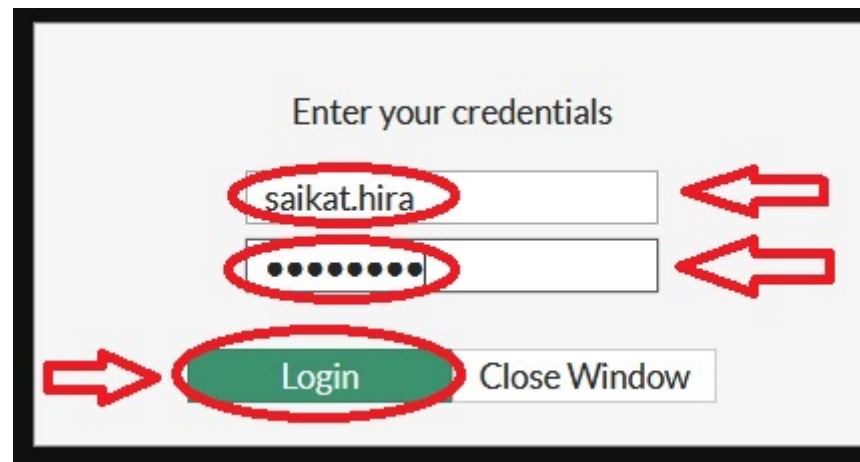 Enter your credentials
saikat.hira
●●●●●●●●
Login Close Window